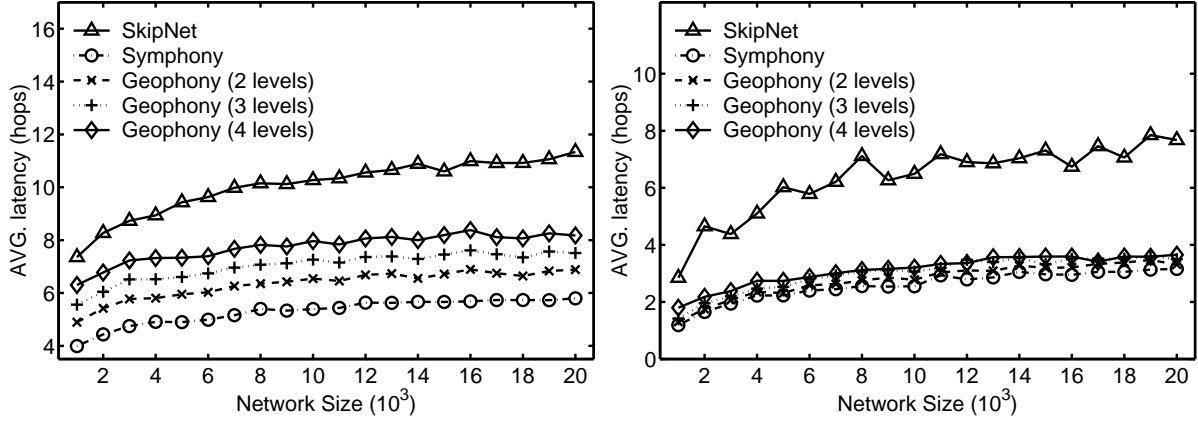 16
14
12
10
8
6
4
AVG. latency (hops)
SkipNet
Symphony
Geophony (2 levels)
Geophony (3 levels)
Geophony (4 levels)
2 4 6 8 10 12 14 16 18 20
Network Size (10³)
10
8
6
4
2
0
AVG. latency (hops)
SkipNet
Symphony
Geophony (2 levels)
Geophony (3 levels)
Geophony (4 levels)
2 4 6 8 10 12 14 16 18 20
Network Size (10³)